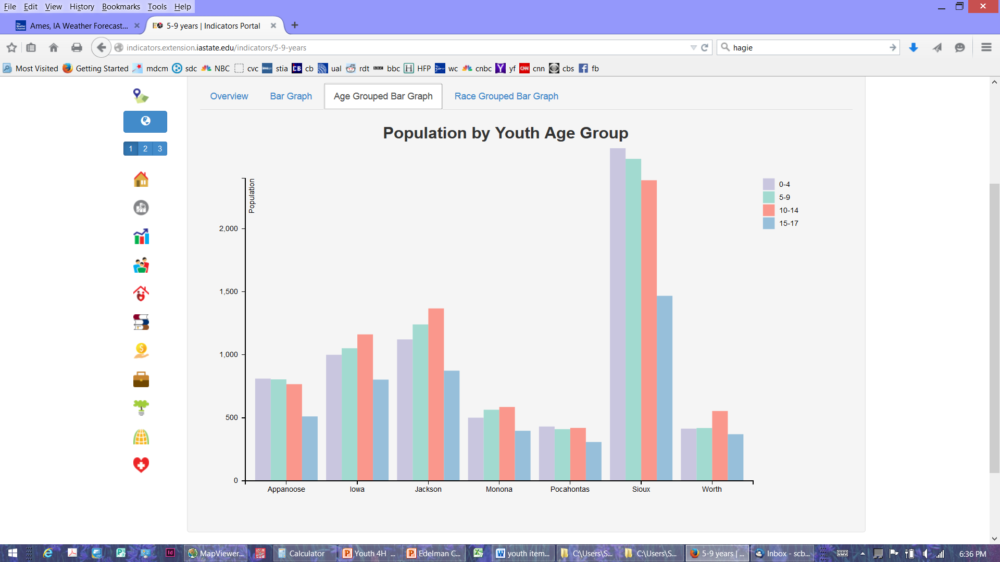 File Edit View History Bookmarks Tools Help
Ames, IA Weather Forecast... 5-9 years | Indicators Portal
indicators.extension.iastate.edu/indicators/5-9-years hagie
Most Visited Getting Started mdcm sdc NBC cvc stia CB cb ual rdt BBC bbc H HFP wc cnbc Y yf CNN cnn cbs fb
Overview Bar Graph Age Grouped Bar Graph Race Grouped Bar Graph
1 2 3
Population by Youth Age Group
Population
2,000
1,500
1,000
500
0
Appanoose Iowa Jackson Monona Pocahontas Sioux Worth
0-4
5-9
10-14
15-17
MapViewer... Calculator Youth 4H ... Edelman C... youth item... C:\Users\S... C:\Users\S... 5-9 years | ... Inbox - scb... 6:36 PM